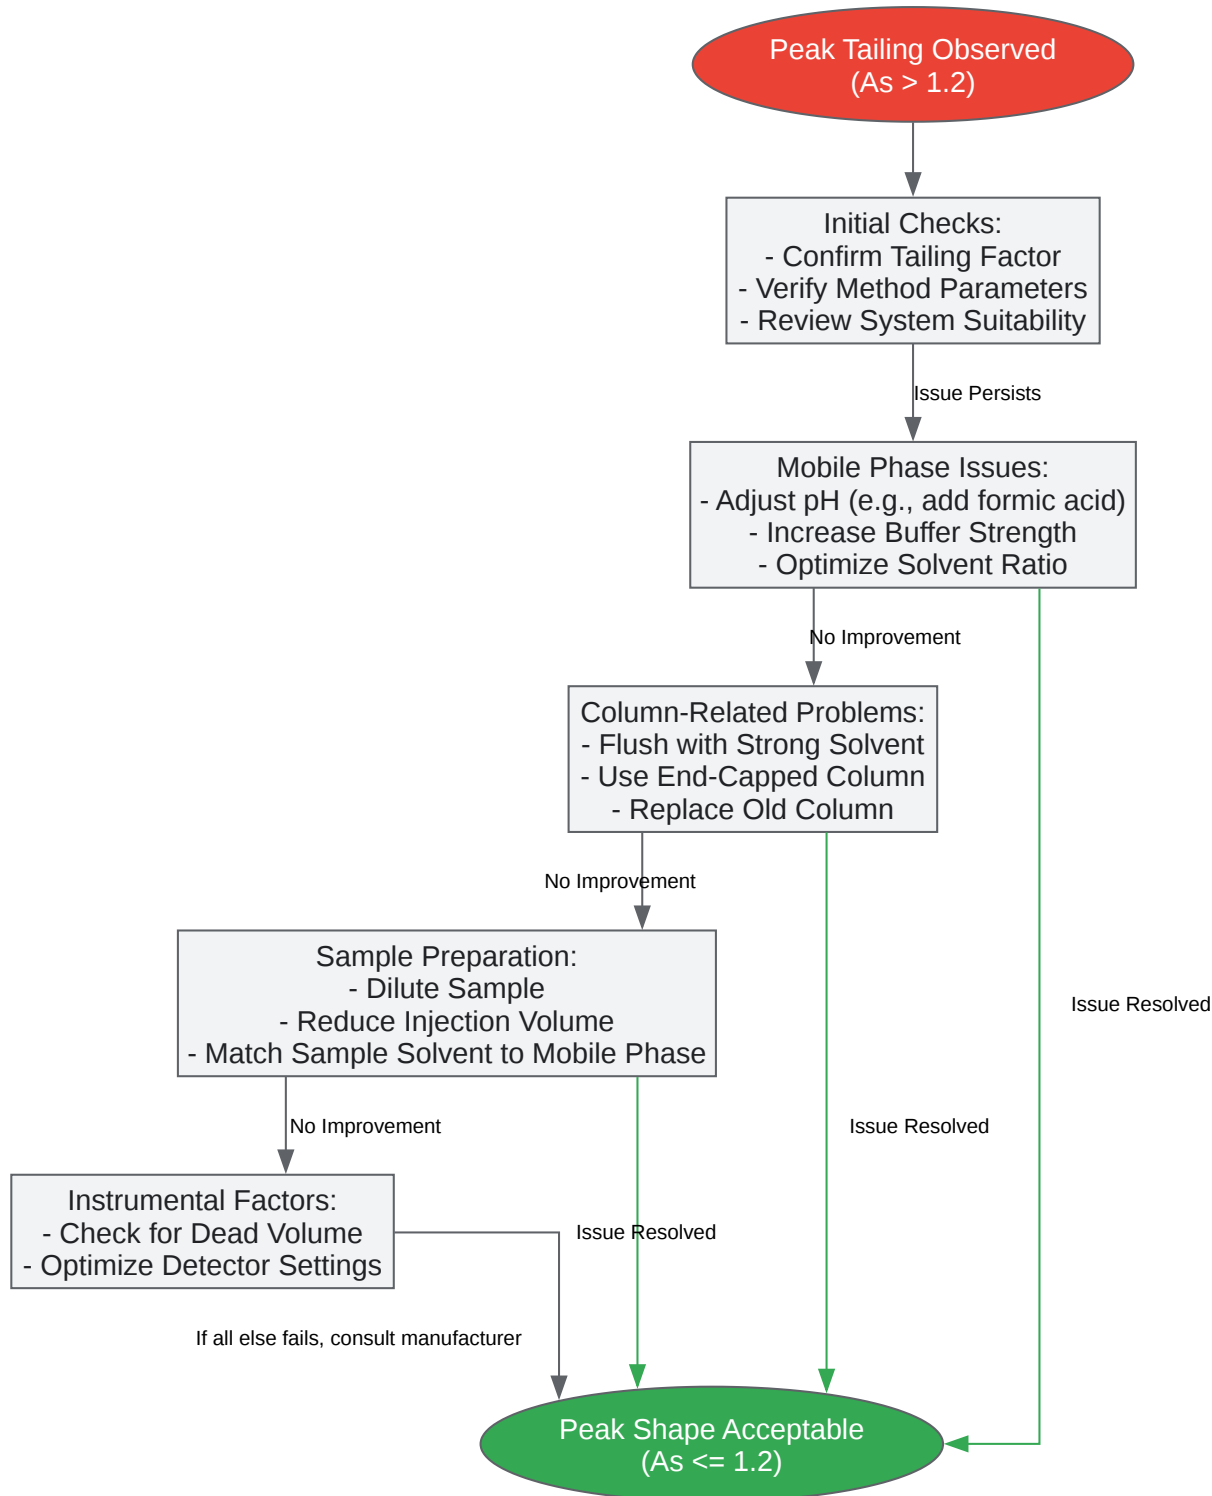 Peak Tailing Observed
(As > 1.2)
Initial Checks:
- Confirm Tailing Factor
- Verify Method Parameters
- Review System Suitability
Issue Persists
Mobile Phase Issues:
- Adjust pH (e.g., add formic acid)
- Increase Buffer Strength
- Optimize Solvent Ratio
No Improvement
Column-Related Problems:
- Flush with Strong Solvent
- Use End-Capped Column
- Replace Old Column
No Improvement
Sample Preparation:
- Dilute Sample
- Reduce Injection Volume
- Match Sample Solvent to Mobile Phase
Issue Resolved
No Improvement
Issue Resolved
Instrumental Factors:
- Check for Dead Volume
- Optimize Detector Settings
Issue Resolved
If all else fails, consult manufacturer
Peak Shape Acceptable
(As <= 1.2)